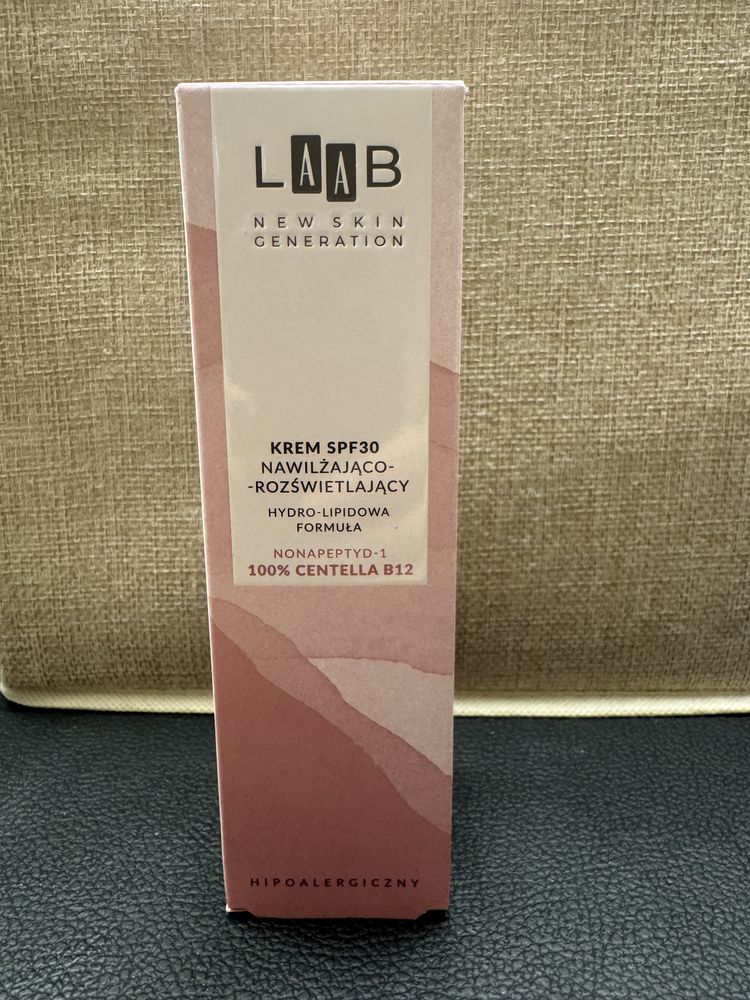 LAAB
NEW SKIN
GENERATION
KREM SPF30
NAWILŻAJĄCO-
-ROZŚWIETLAJĄCY
HYDRO-LIPIDOWA
FORMUŁA
NONAPEPTYD-1
100% CENTELLA B12
HIPOALERGICZNY